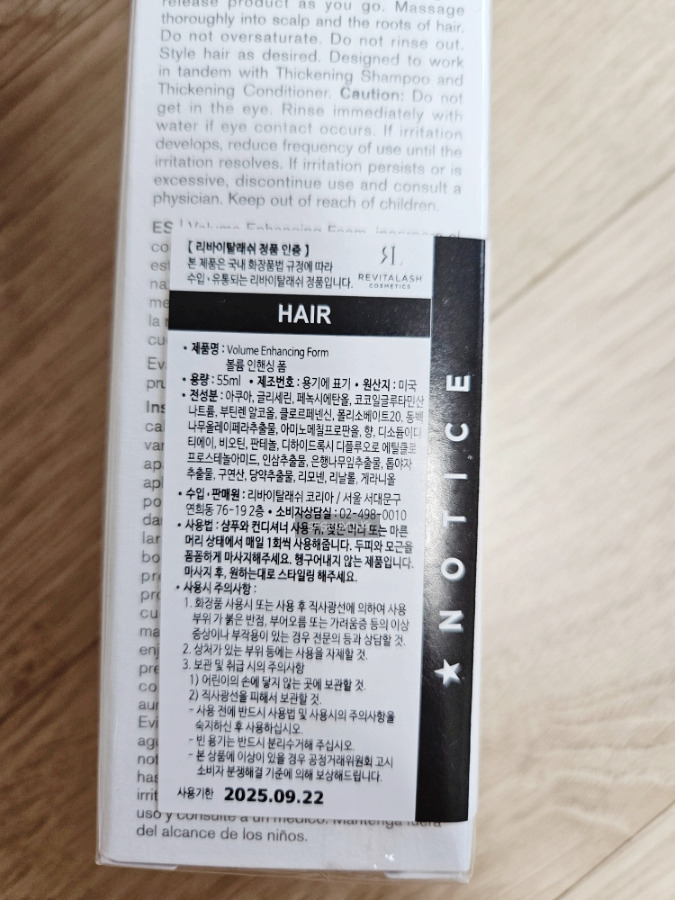 release product as you go. Massage
thoroughly into scalp and the roots of hair.
Do not oversaturate. Do not rinse out.
Style hair as desired. Designed to work
in tandem with Thickening Shampoo and
Thickening Conditioner. Caution: Do not
get in the eye. Rinse immediately with
water if eye contact occurs. If irritation
develops, reduce frequency of use until the
irritation resolves. If irritation persists or is
excessive, discontinue use and consult a
physician. Keep out of reach of children.
ES | Volume Enhancing Foam
[ 리바이탈래쉬 정품 인증 ]
본 제품은 국내 화장품법 규정에 따라
수입·유통되는 리바이탈래쉬 정품입니다.
RL
REVITALASH
COSMETICS
HAIR
• 제품명 : Volume Enhancing Form
볼륨 인핸싱 폼
• 용량 : 55ml • 제조번호 : 용기에 표기 • 원산지 : 미국
• 전성분 : 아쿠아, 글리세린, 페녹시에탄올, 코코일글루타민산
나트륨, 부틸렌 알코올, 클로르페네신, 폴리소베이트20, 동백
나무올레이페라추출물, 아미노메칠프로판올, 향, 디소듐이디
티에이, 비오틴, 판테놀, 디하이드록시 디플루오로 에틸클로
프로스테놀아미드, 인삼추출물, 은행나무잎추출물, 톱야자
추출물, 구연산, 당약추출물, 리모넨, 리날룰, 게라니올
• 수입·판매원 : 리바이탈래쉬 코리아 / 서울 서대문구
연희동 76-19 2층 • 소비자상담실 : 02-498-0010
• 사용법 : 샴푸와 컨디셔너 사용 뒤, 젖은 머리 또는 마른
머리 상태에서 매일 1회씩 사용해줍니다. 두피와 모근을
꼼꼼하게 마사지해주세요. 헹구어내지 않는 제품입니다.
마사지 후, 원하는대로 스타일링 해주세요.
• 사용시 주의사항 :
1. 화장품 사용시 또는 사용 후 직사광선에 의하여 사용
부위가 붉은 반점, 부어오름 또는 가려움증 등의 이상
증상이나 부작용이 있는 경우 전문의 등과 상담할 것.
2. 상처가 있는 부위 등에는 사용을 자제할 것.
3. 보관 및 취급 시의 주의사항
1) 어린이의 손에 닿지 않는 곳에 보관할 것.
2) 직사광선을 피해서 보관할 것.
- 사용 전에 반드시 사용법 및 사용시의 주의사항을
숙지하신 후 사용하십시오.
- 빈 용기는 반드시 분리수거해 주십시오.
- 본 상품에 이상이 있을 경우 공정거래위원회 고시
소비자 분쟁해결 기준에 의해 보상해드립니다.
사용기한 2025.09.22
★ NOTICE
uso y consulte a un médico. Mantenga fuera
del alcance de los niños.